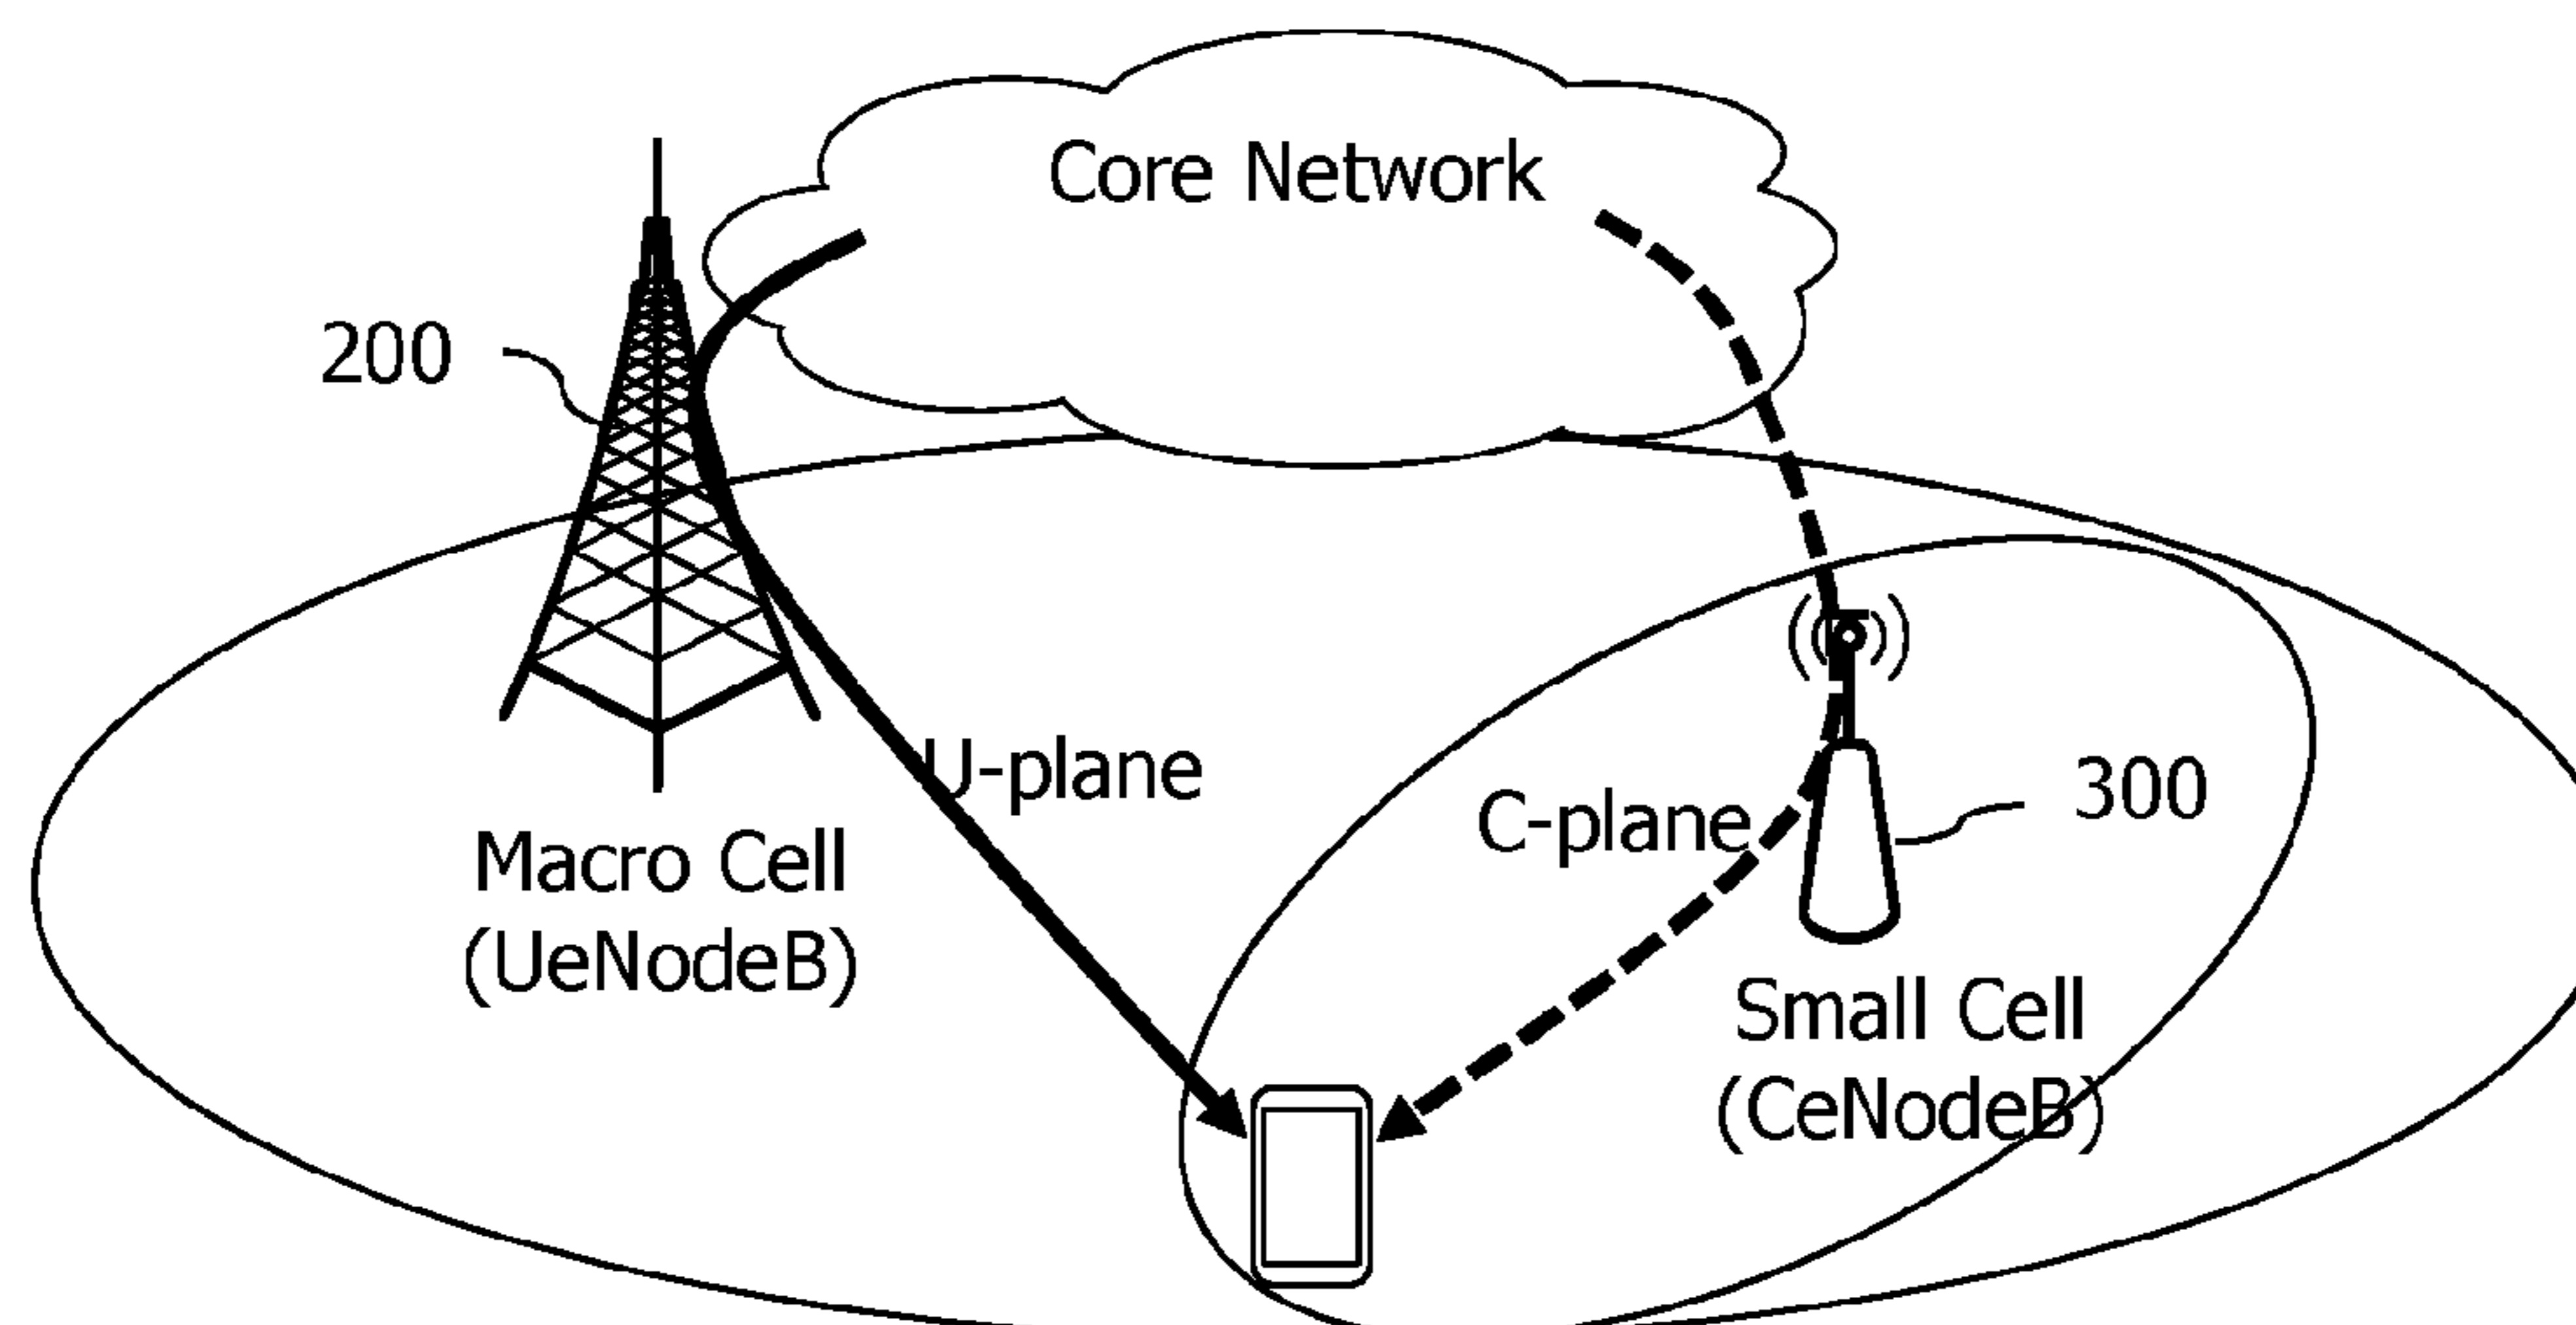 Core Network
200
U-plane
C-plane
300
Macro Cell
(UeNodeB)
Small Cell
(CeNodeB)